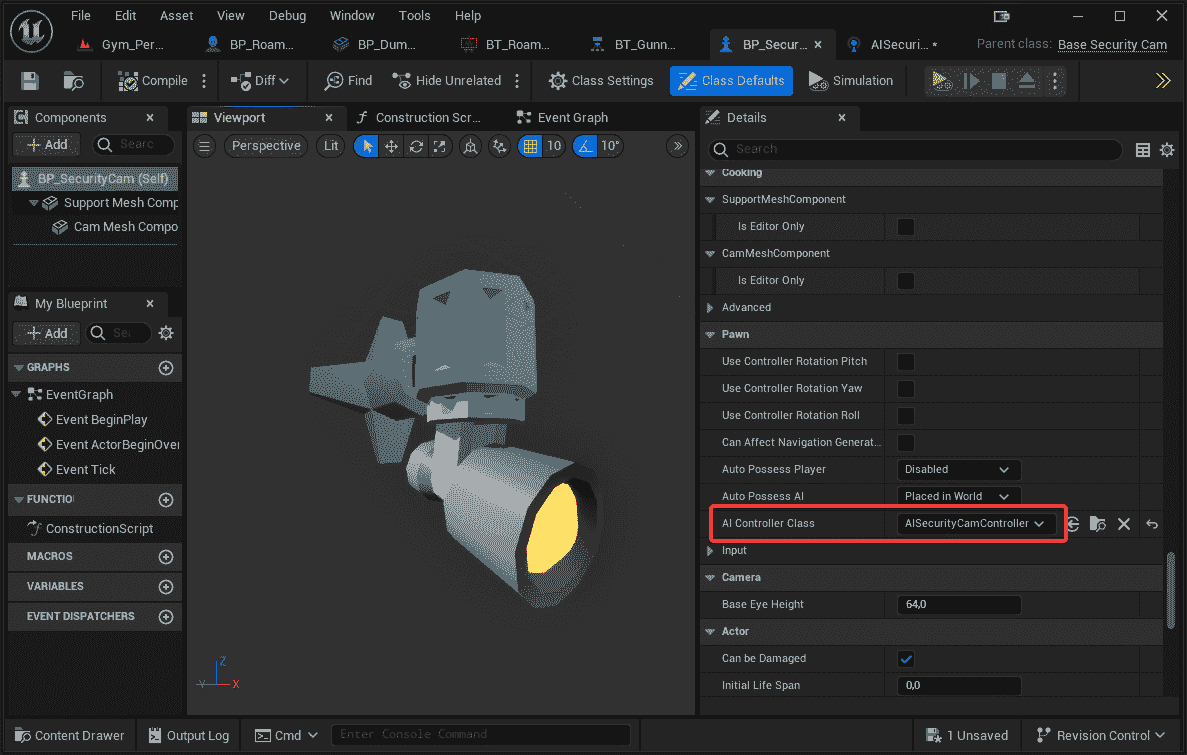 File Edit Asset View Debug Window Tools Help
Gym_Per... BP_Roam... BP_Dum... BT_Roam... BT_Gunn... BP_Secur... AISecuri... * Parent class: Base Security Cam
Compile Diff Find Hide Unrelated Class Settings Class Defaults Simulation
Components Viewport Construction Scr... Event Graph Details
Add Searc Perspective Lit 10 10° Search
BP_SecurityCam (Self)
Support Mesh Comp
Cam Mesh Compo
My Blueprint
Add Se
GRAPHS
EventGraph
Event BeginPlay
Event ActorBeginOver
Event Tick
FUNCTIO
ConstructionScript
MACROS
VARIABLES
EVENT DISPATCHERS
Z
Y X
Cooking
SupportMeshComponent
Is Editor Only
CamMeshComponent
Is Editor Only
Advanced
Pawn
Use Controller Rotation Pitch
Use Controller Rotation Yaw
Use Controller Rotation Roll
Can Affect Navigation Generat...
Auto Possess Player Disabled
Auto Possess AI Placed in World
AI Controller Class AISecurityCamController
Input
Camera
Base Eye Height 64,0
Actor
Can be Damaged
Initial Life Span 0,0
Content Drawer Output Log Cmd Enter Console Command 1 Unsaved Revision Control